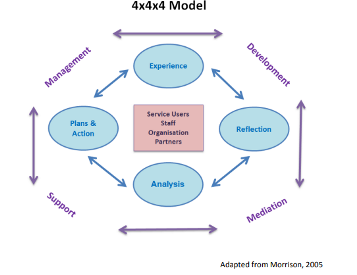 4x4x4 Model
Management
Experience
Development
Plans &
Action
Service Users
Staff
Organisation
Partners
Reflection
Support
Analysis
Mediation
Adapted from Morrison, 2005